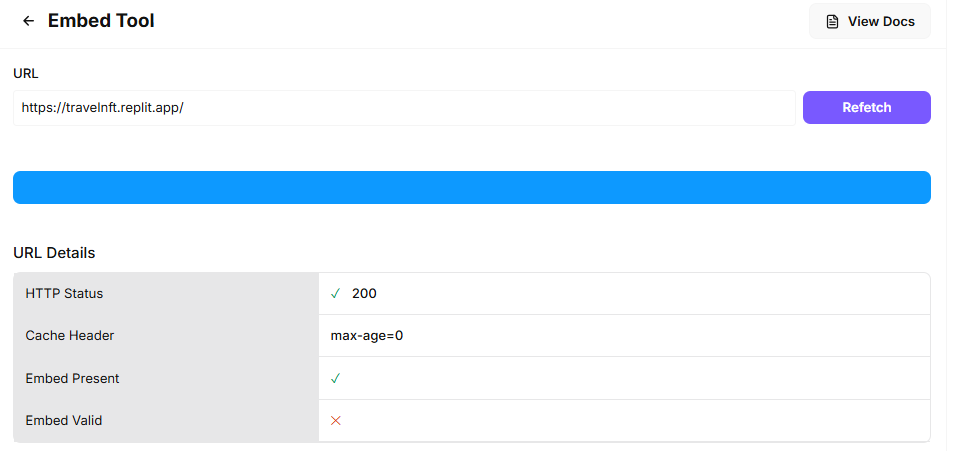 Embed Tool
View Docs
URL
https://travelnft.replit.app/
Refetch
URL Details
HTTP Status ✓ 200
Cache Header max-age=0
Embed Present ✓
Embed Valid ×